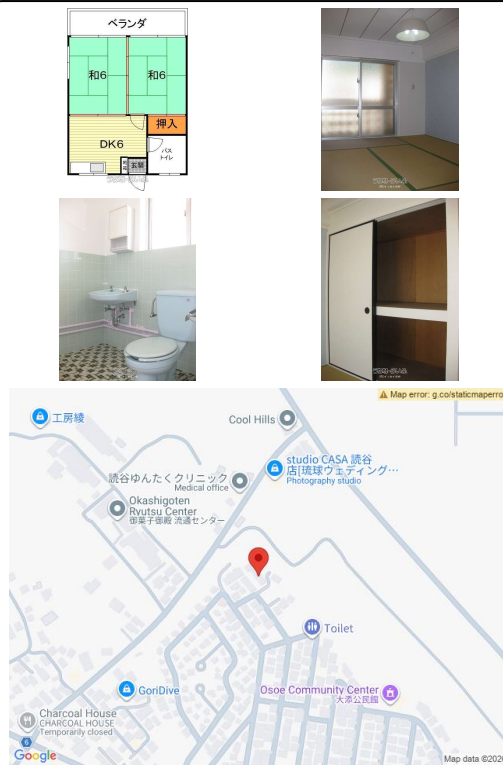 ベランダ
和6
和6
押入
DK6
玄関
バス
トイレ
Map error: g.co/staticmaperro
工房綾
Cool Hills
studio CASA 読谷
店[琉球ウェディング…
Photography studio
読谷ゆんたくクリニック
Medical office
Okashigoten
Ryutsu Center
御菓子御殿 流通センター
Toilet
GoriDive
Osoe Community Center
大添公民館
Charcoal House
CHARCOAL HOUSE
Temporarily closed
6
Google
Map data ©202